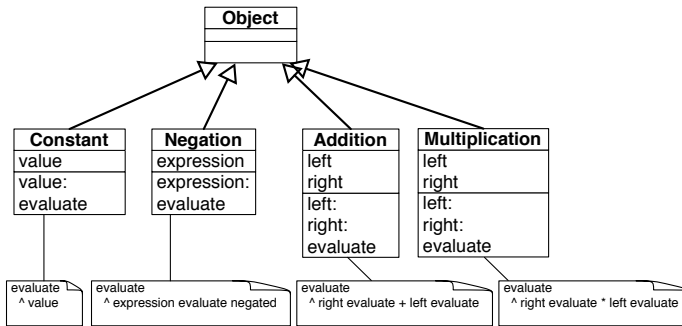 Object
Constant
value
value:
evaluate
Negation
expression
expression:
evaluate
Addition
left
right
left:
right:
evaluate
Multiplication
left
right
left:
right:
evaluate
evaluate
^ value
evaluate
^ expression evaluate negated
evaluate
^ right evaluate + left evaluate
evaluate
^ right evaluate * left evaluate